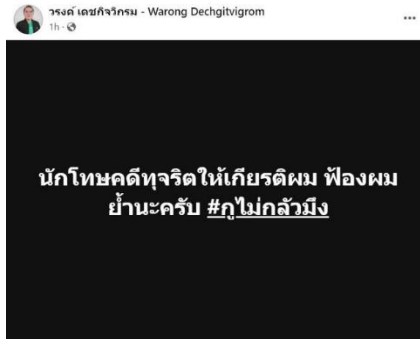 วรงค์ เดชกิจวิกรม - Warong Dechgitvigrom
1h ·
นักโทษคดีทุจริตให้เกียรติผม ฟ้องผม
ย้ำนะครับ #กูไม่กลัวมึง